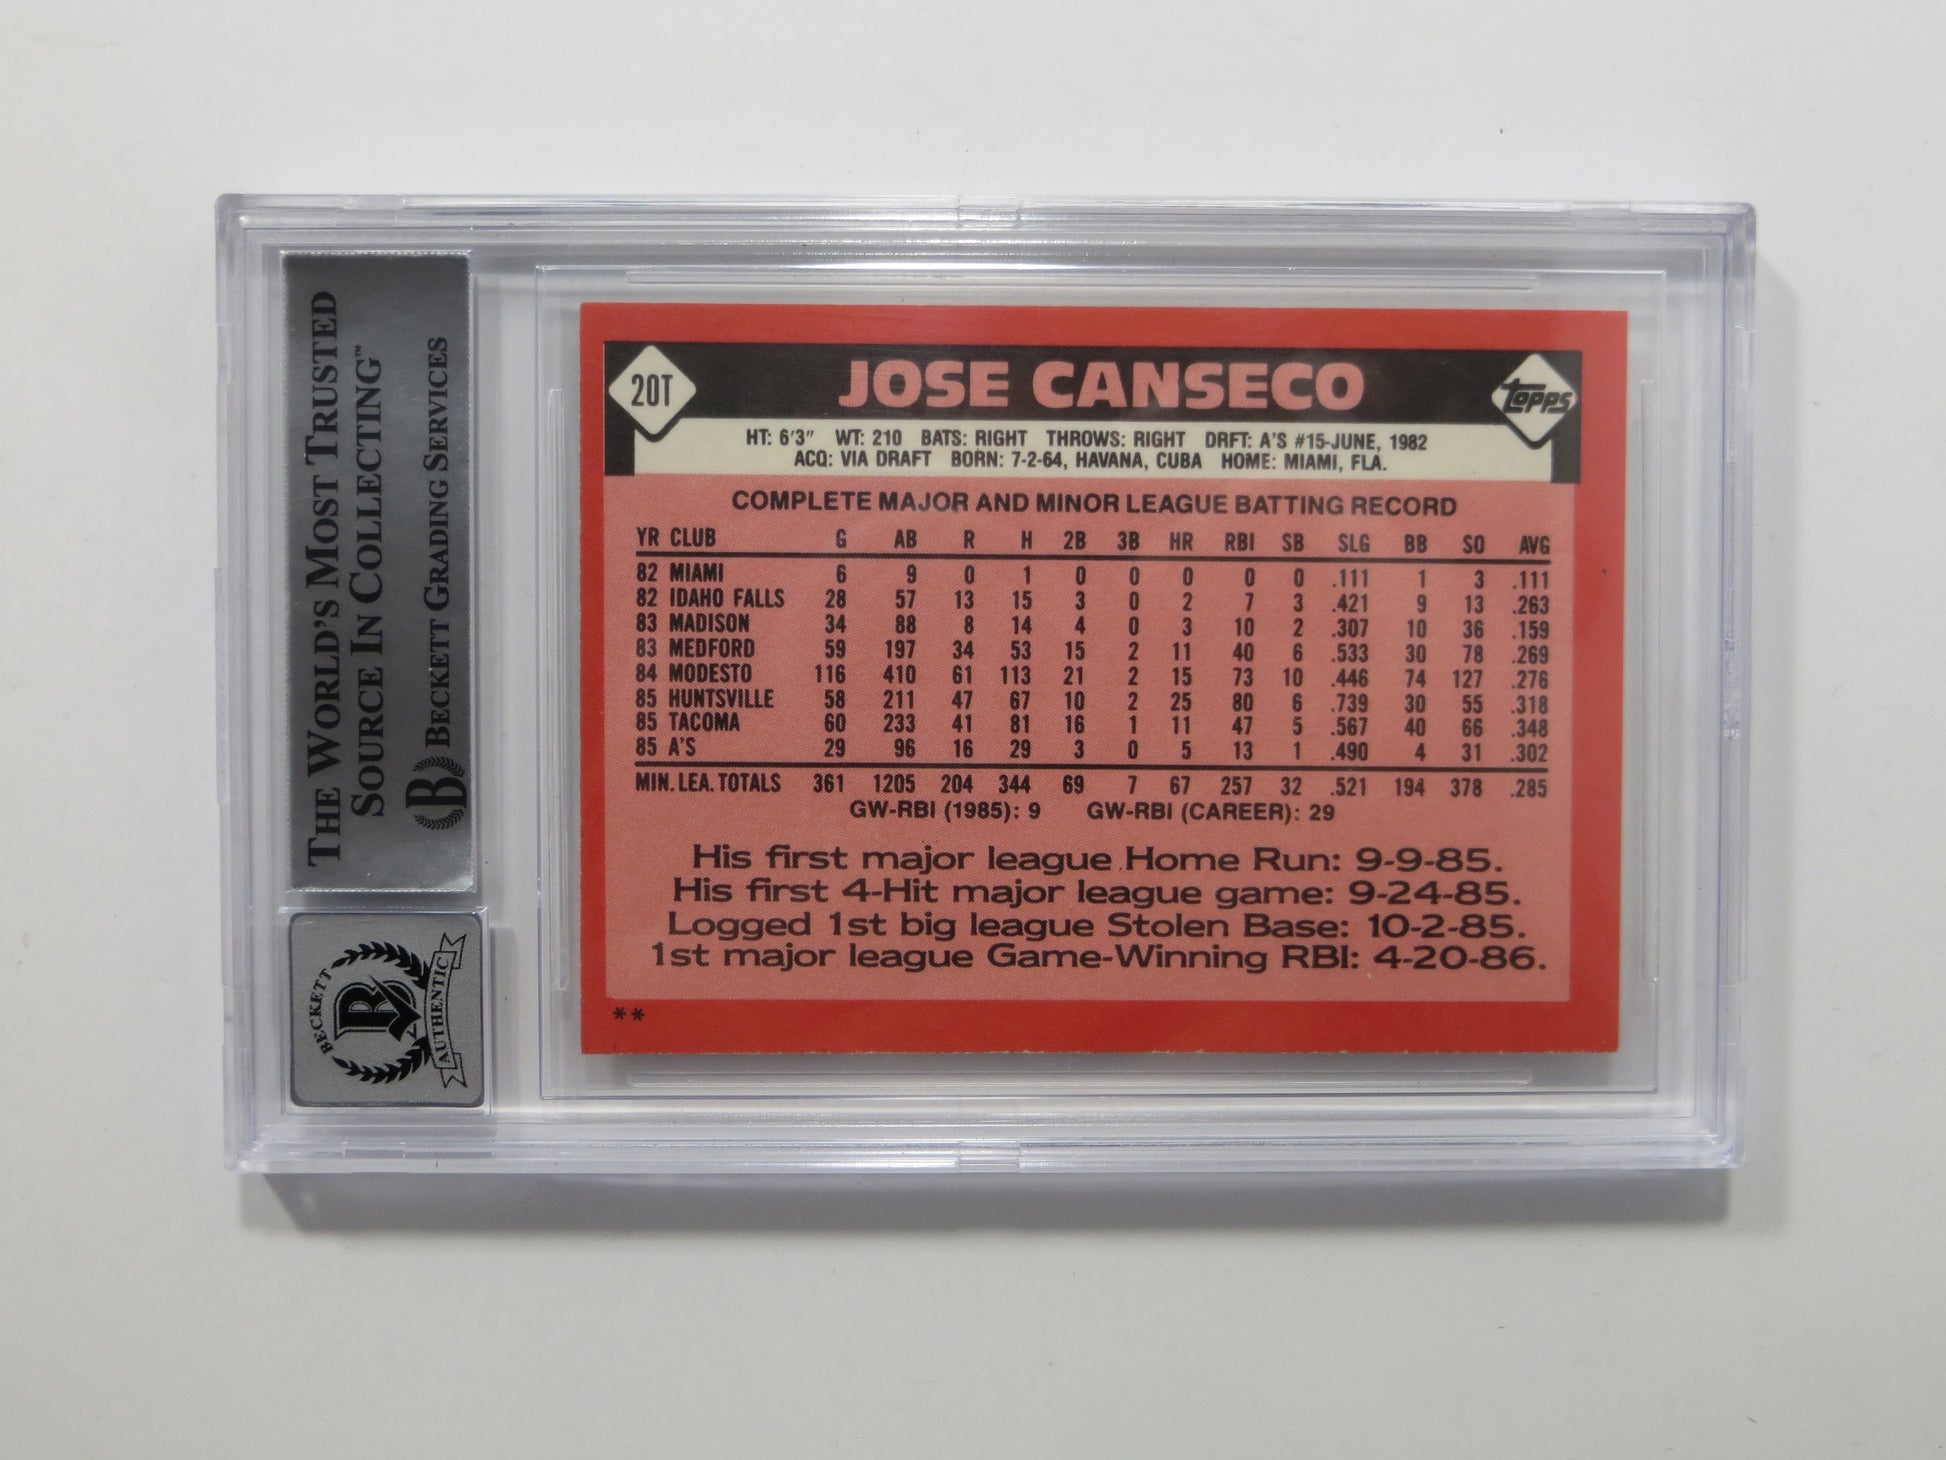 THE WORLD'S MOST TRUSTED
SOURCE IN COLLECTING™
B BECKETT GRADING SERVICES
BECKETT
B
AUTHENTIC
20T
JOSE CANSECO
topps
HT: 6'3" WT: 210 BATS: RIGHT THROWS: RIGHT DRFT: A'S #15-JUNE, 1982
ACQ: VIA DRAFT BORN: 7-2-64, HAVANA, CUBA HOME: MIAMI, FLA.
COMPLETE MAJOR AND MINOR LEAGUE BATTING RECORD
YR CLUB G AB R H 2B 3B HR RBI SB SLG BB SO AVG
82 MIAMI 6 9 0 1 0 0 0 0 0 .111 1 3 .111
82 IDAHO FALLS 28 57 13 15 3 0 2 7 3 .421 9 13 .263
83 MADISON 34 88 8 14 4 0 3 10 2 .307 10 36 .159
83 MEDFORD 59 197 34 53 15 2 11 40 6 .533 30 78 .269
84 MODESTO 116 410 61 113 21 2 15 73 10 .446 74 127 .276
85 HUNTSVILLE 58 211 47 67 10 2 25 80 6 .739 30 55 .318
85 TACOMA 60 233 41 81 16 1 11 47 5 .567 40 66 .348
85 A'S 29 96 16 29 3 0 5 13 1 .490 4 31 .302
MIN. LEA. TOTALS 361 1205 204 344 69 7 67 257 32 .521 194 378 .285
GW-RBI (1985): 9 GW-RBI (CAREER): 29
His first major league Home Run: 9-9-85.
His first 4-Hit major league game: 9-24-85.
Logged 1st big league Stolen Base: 10-2-85.
1st major league Game-Winning RBI: 4-20-86.
**